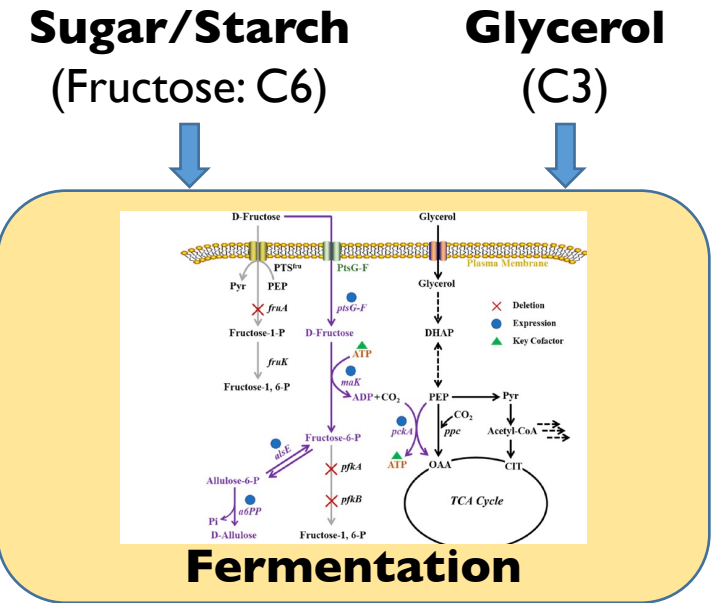 Sugar/Starch
(Fructose: C6)
Glycerol
(C3)
D-Fructose
Glycerol
PTSfru
PtsG-F
Plasma Membrane
Pyr
PEP
Glycerol
fruA
ptsG-F
Deletion
Expression
Key Cofactor
Fructose-1-P
D-Fructose
DHAP
fruK
ATP
maK
Fructose-1, 6-P
ADP+CO2
PEP
Pyr
CO2
ppc
pckA
Acetyl-CoA
Fructose-6-P
alsE
ATP
OAA
CIT
pfkA
Allulose-6-P
a6PP
pfkB
TCA Cycle
Pi
D-Allulose
Fructose-1, 6-P
Fermentation